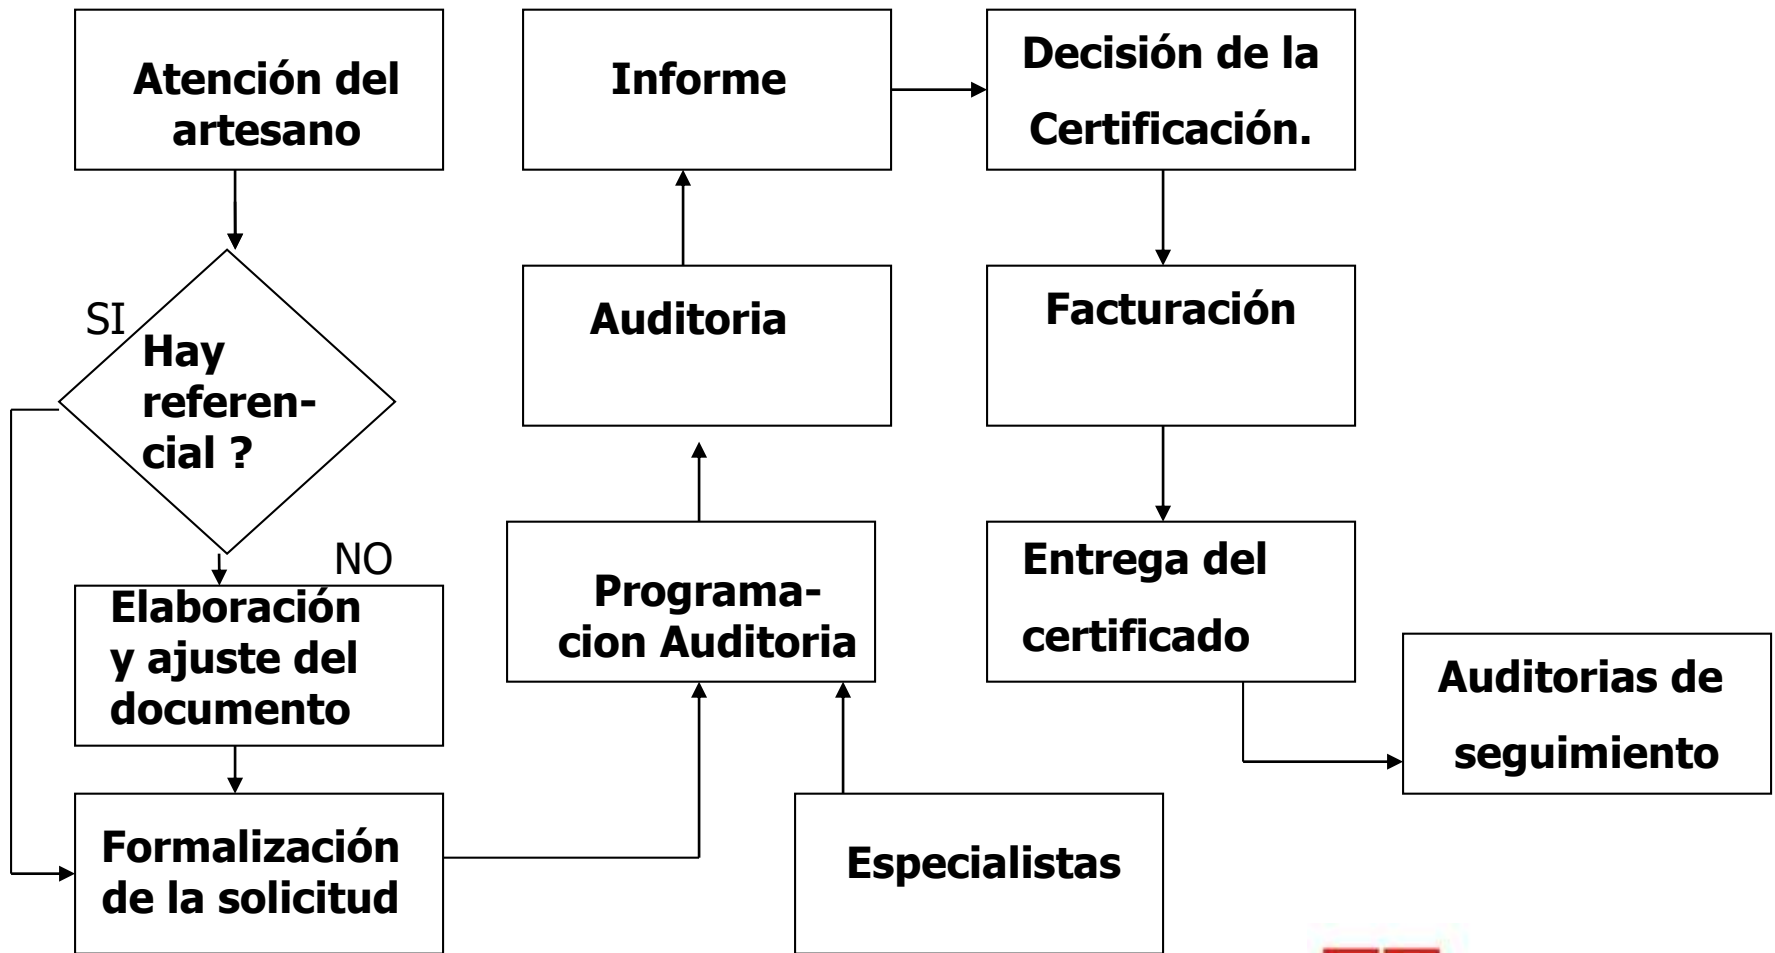 Atención del
artesano
SI
Hay
referen-
cial ?
NO
Elaboración
y ajuste del
documento
Formalización
de la solicitud
Informe
Auditoria
Programa-
cion Auditoria
Especialistas
Decisión de la
Certificación.
Facturación
Entrega del
certificado
Auditorias de
seguimiento